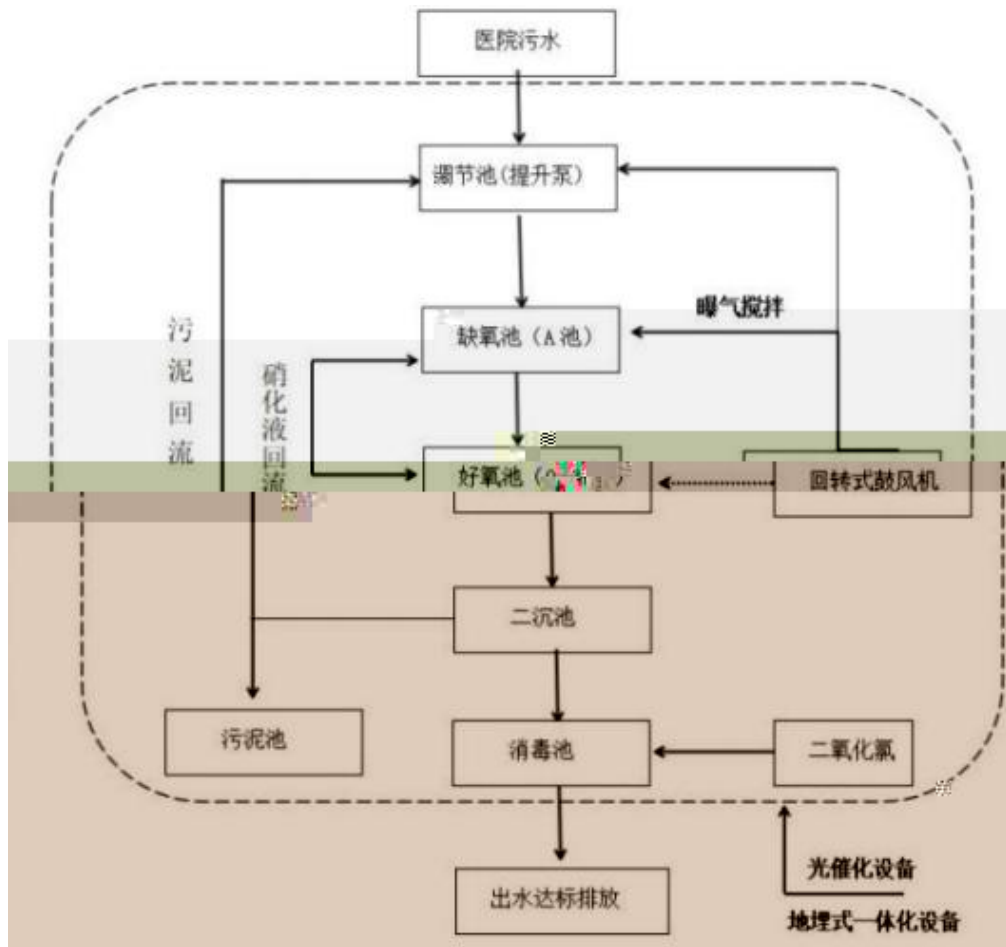 医院污水
调节池(提升泵)
曝气搅拌
缺氧池（A 池）
污泥回流
硝化液回流
好氧池（
回转式鼓风机
二沉池
污泥池
消毒池
二氧化氯
光催化设备
出水达标排放
地埋式一体化设备